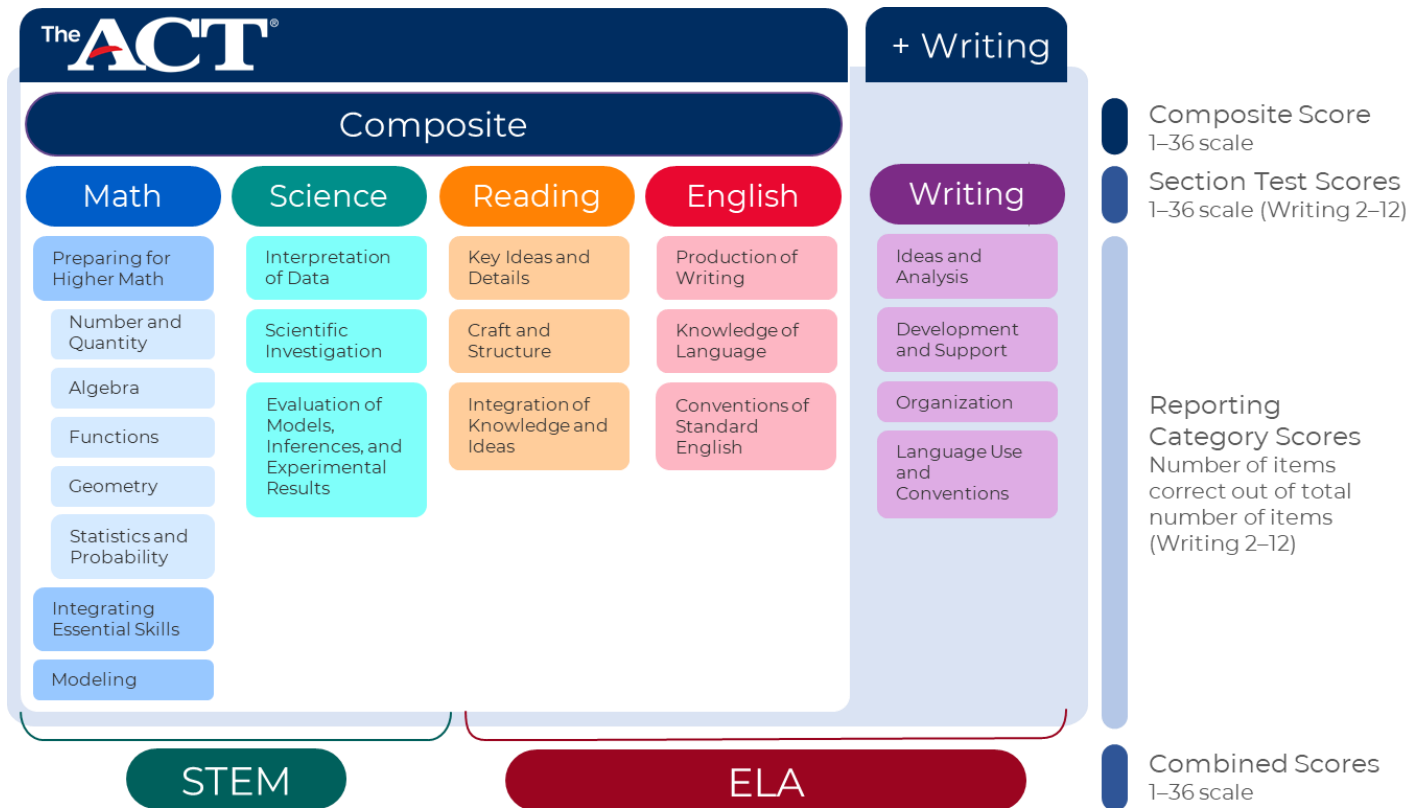 The ACT®
+ Writing
Composite
Math
Science
Reading
English
Writing
Preparing for
Higher Math
Number and
Quantity
Algebra
Functions
Geometry
Statistics and
Probability
Integrating
Essential Skills
Modeling
Interpretation
of Data
Scientific
Investigation
Evaluation of
Models,
Inferences, and
Experimental
Results
Key Ideas and
Details
Craft and
Structure
Integration of
Knowledge and
Ideas
Production of
Writing
Knowledge of
Language
Conventions of
Standard
English
Ideas and
Analysis
Development
and Support
Organization
Language Use
and
Conventions
STEM
ELA
Composite Score
1–36 scale
Section Test Scores
1–36 scale (Writing 2–12)
Reporting
Category Scores
Number of items
correct out of total
number of items
(Writing 2–12)
Combined Scores
1–36 scale